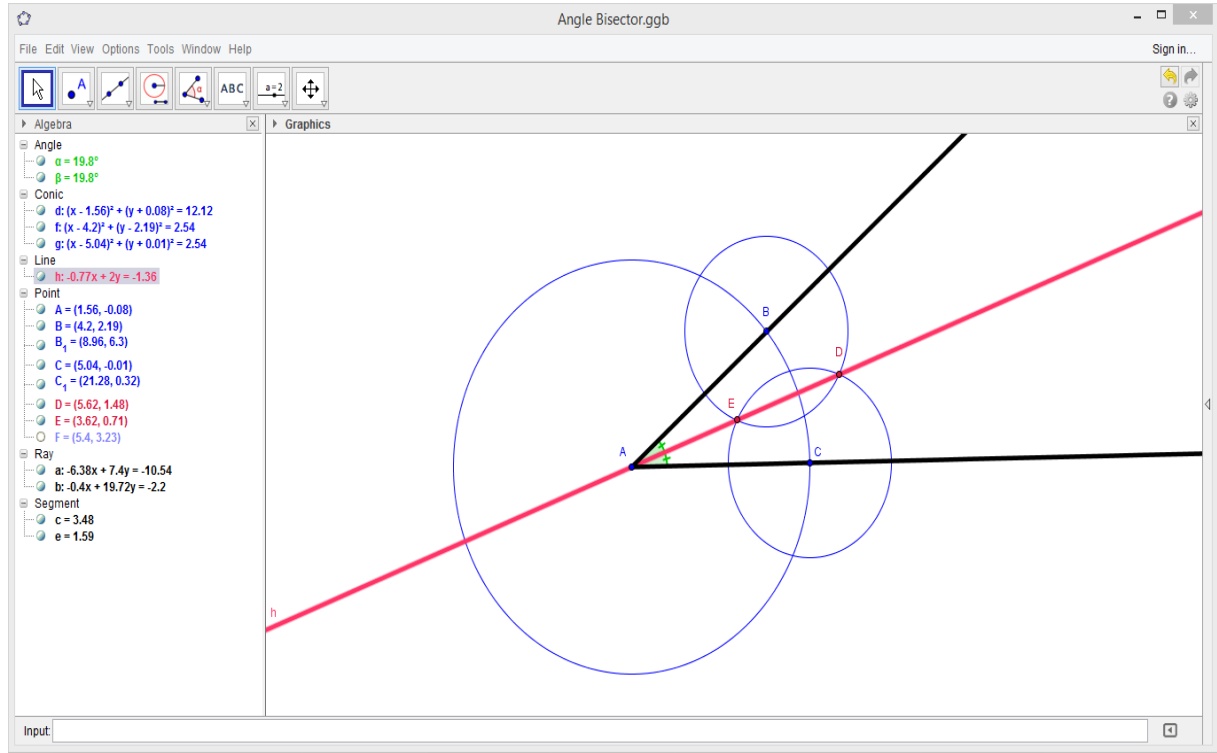 Angle Bisector.ggb
File Edit View Options Tools Window Help
Sign in...
A
α
ABC
a=2
Algebra
Graphics
Angle
α = 19.8°
β = 19.8°
Conic
d: (x - 1.56)² + (y + 0.08)² = 12.12
f: (x - 4.2)² + (y - 2.19)² = 2.54
g: (x - 5.04)² + (y + 0.01)² = 2.54
Line
h: -0.77x + 2y = -1.36
Point
A = (1.56, -0.08)
B = (4.2, 2.19)
B₁ = (8.96, 6.3)
C = (5.04, -0.01)
C₁ = (21.28, 0.32)
D = (5.62, 1.48)
E = (3.62, 0.71)
F = (5.4, 3.23)
Ray
a: -6.38x + 7.4y = -10.54
b: -0.4x + 19.72y = -2.2
Segment
c = 3.48
e = 1.59
B
D
E
A
C
h
Input: